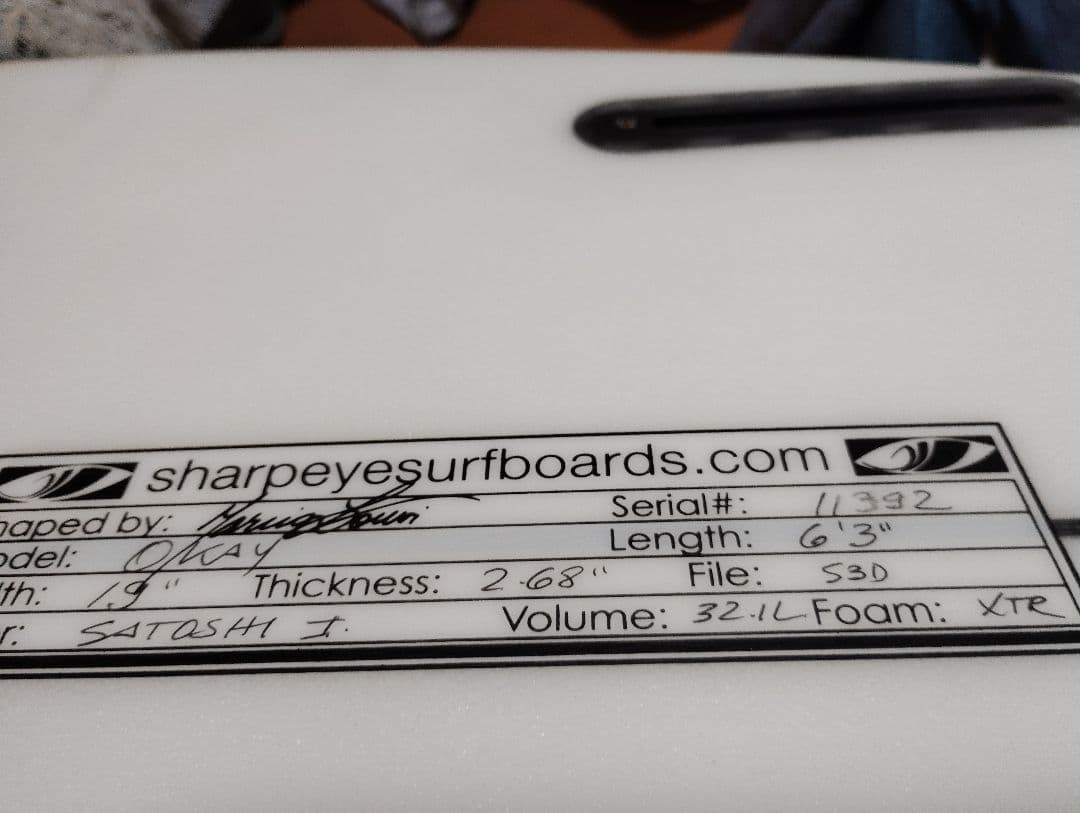 sharpeyesurfboards.com
haped by: Serial#: 11392
odel: OKAY Length: 6'3"
th: 19" Thickness: 2.68" File: S3D
r: SATOSHI I. Volume: 32.1L Foam: XTR